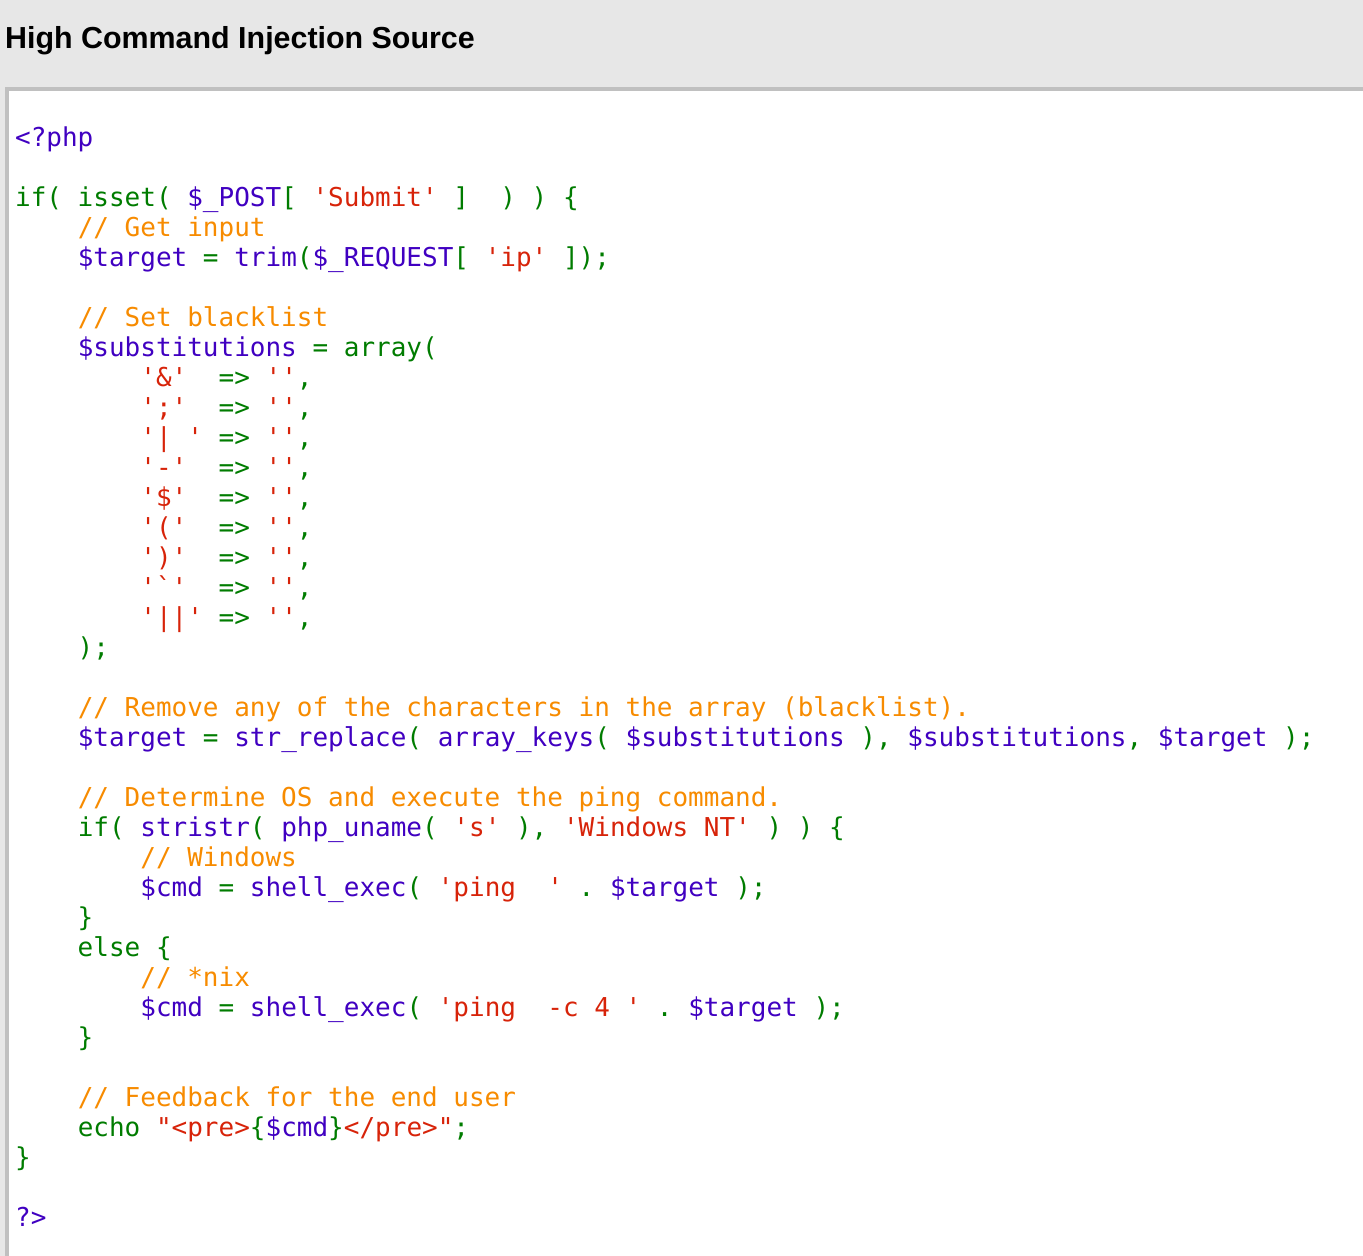 High Command Injection Source
<?php
if( isset( $_POST[ 'Submit' ]  ) ) {
    // Get input
    $target = trim($_REQUEST[ 'ip' ]);
    // Set blacklist
    $substitutions = array(
        '&'  => '',
        ';'  => '',
        '| ' => '',
        '-'  => '',
        '$'  => '',
        '('  => '',
        ')'  => '',
        '`'  => '',
        '||' => '',
    );
    // Remove any of the characters in the array (blacklist).
    $target = str_replace( array_keys( $substitutions ), $substitutions, $target );
    // Determine OS and execute the ping command.
    if( stristr( php_uname( 's' ), 'Windows NT' ) ) {
        // Windows
        $cmd = shell_exec( 'ping  ' . $target );
    }
    else {
        // *nix
        $cmd = shell_exec( 'ping  -c 4 ' . $target );
    }
    // Feedback for the end user
    echo "<pre>{$cmd}</pre>";
}
?>